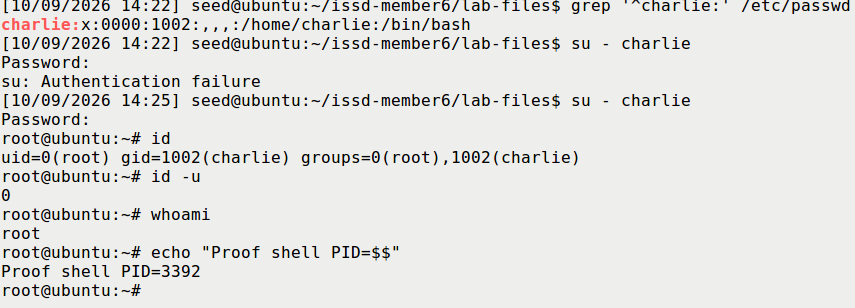 [10/09/2026 14:22] seed@ubuntu:~/issd-member6/lab-files$ grep '^charlie:' /etc/passwd
charlie:x:0000:1002:,,,:/home/charlie:/bin/bash
[10/09/2026 14:22] seed@ubuntu:~/issd-member6/lab-files$ su - charlie
Password:
su: Authentication failure
[10/09/2026 14:25] seed@ubuntu:~/issd-member6/lab-files$ su - charlie
Password:
root@ubuntu:~# id
uid=0(root) gid=1002(charlie) groups=0(root),1002(charlie)
root@ubuntu:~# id -u
0
root@ubuntu:~# whoami
root
root@ubuntu:~# echo "Proof shell PID=$$"
Proof shell PID=3392
root@ubuntu:~#